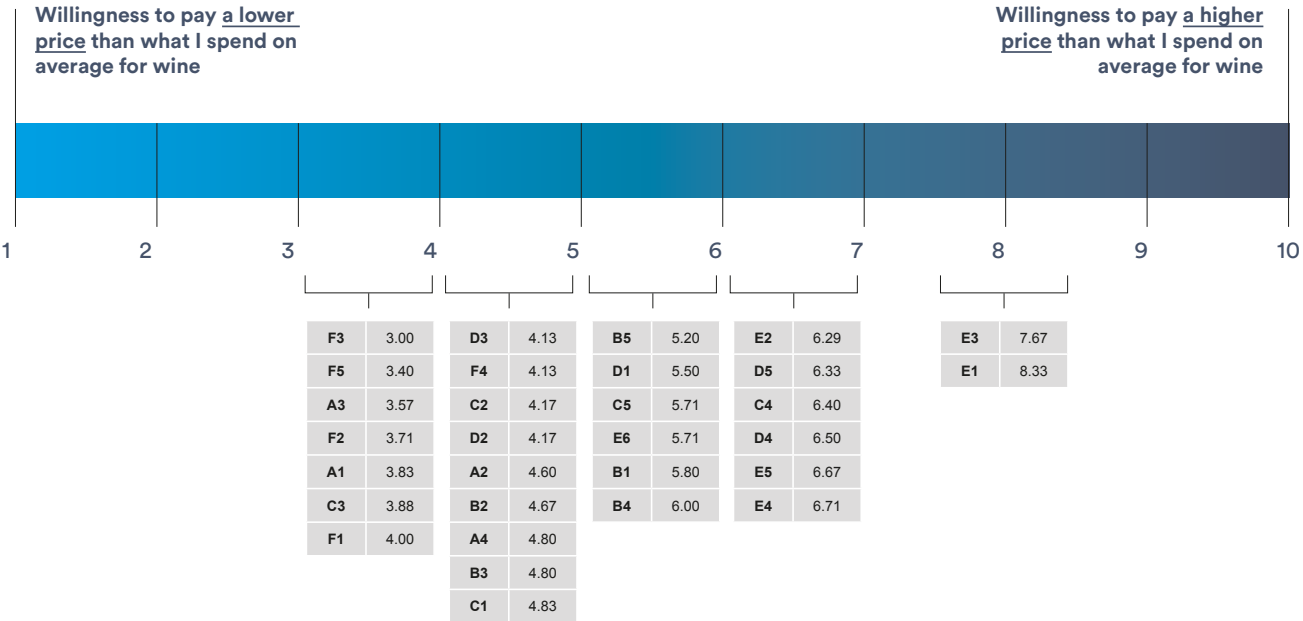 Willingness to pay a lower
price than what I spend on
average for wine
Willingness to pay a higher
price than what I spend on
average for wine
1 2 3 4 5 6 7 8 9 10
F3 3.00
F5 3.40
A3 3.57
F2 3.71
A1 3.83
C3 3.88
F1 4.00
D3 4.13
F4 4.13
C2 4.17
D2 4.17
A2 4.60
B2 4.67
A4 4.80
B3 4.80
C1 4.83
B5 5.20
D1 5.50
C5 5.71
E6 5.71
B1 5.80
B4 6.00
E2 6.29
D5 6.33
C4 6.40
D4 6.50
E5 6.67
E4 6.71
E3 7.67
E1 8.33